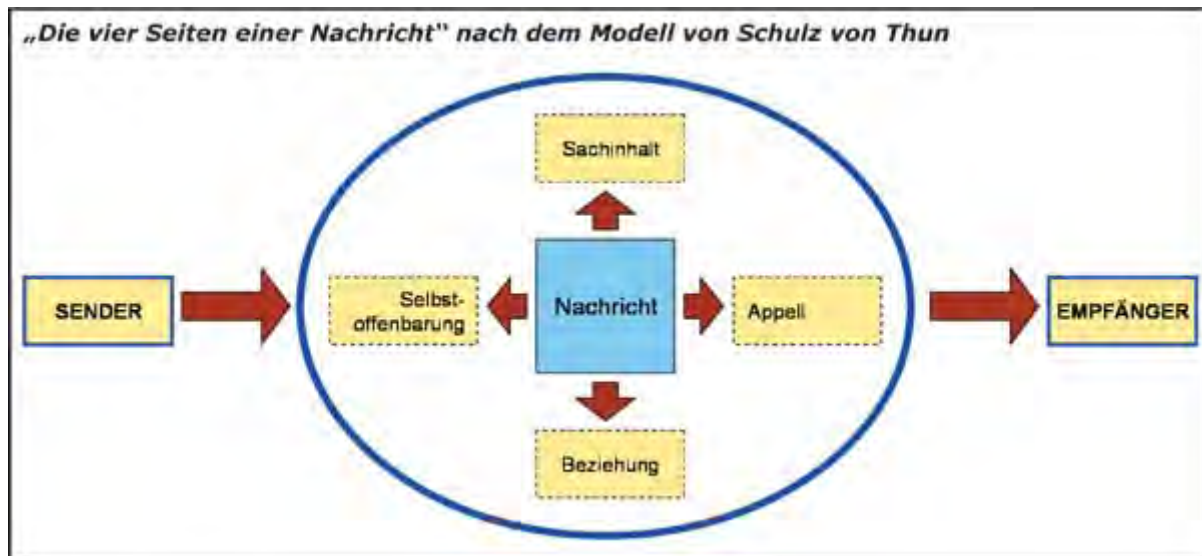 „Die vier Seiten einer Nachricht“ nach dem Modell von Schulz von Thun
Sachinhalt
SENDER
Selbst-
offenbarung
Nachricht
Appell
EMPFÄNGER
Beziehung